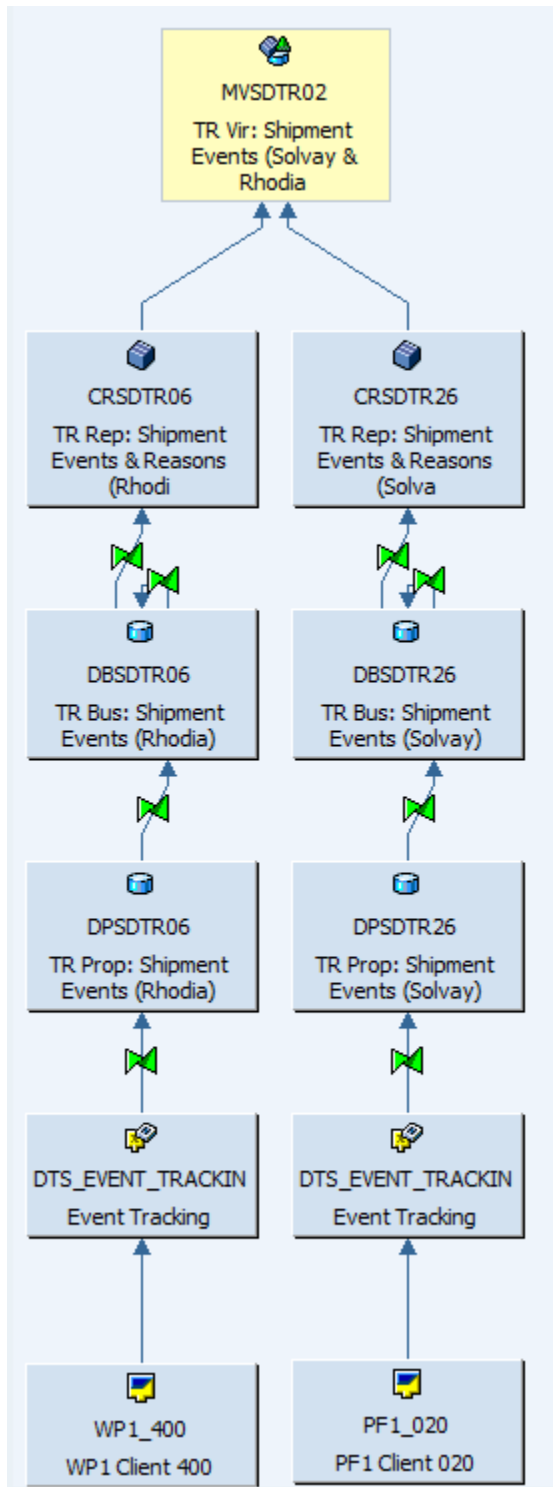 MVSDTR02
TR Vir: Shipment
Events (Solvay &
Rhodia
CRSDTR06
TR Rep: Shipment
Events & Reasons
(Rhodi
CRSDTR26
TR Rep: Shipment
Events & Reasons
(Solva
DBSDTR06
TR Bus: Shipment
Events (Rhodia)
DBSDTR26
TR Bus: Shipment
Events (Solvay)
DPSDTR06
TR Prop: Shipment
Events (Rhodia)
DPSDTR26
TR Prop: Shipment
Events (Solvay)
DTS_EVENT_TRACKIN
Event Tracking
DTS_EVENT_TRACKIN
Event Tracking
WP1_400
WP1 Client 400
PF1_020
PF1 Client 020